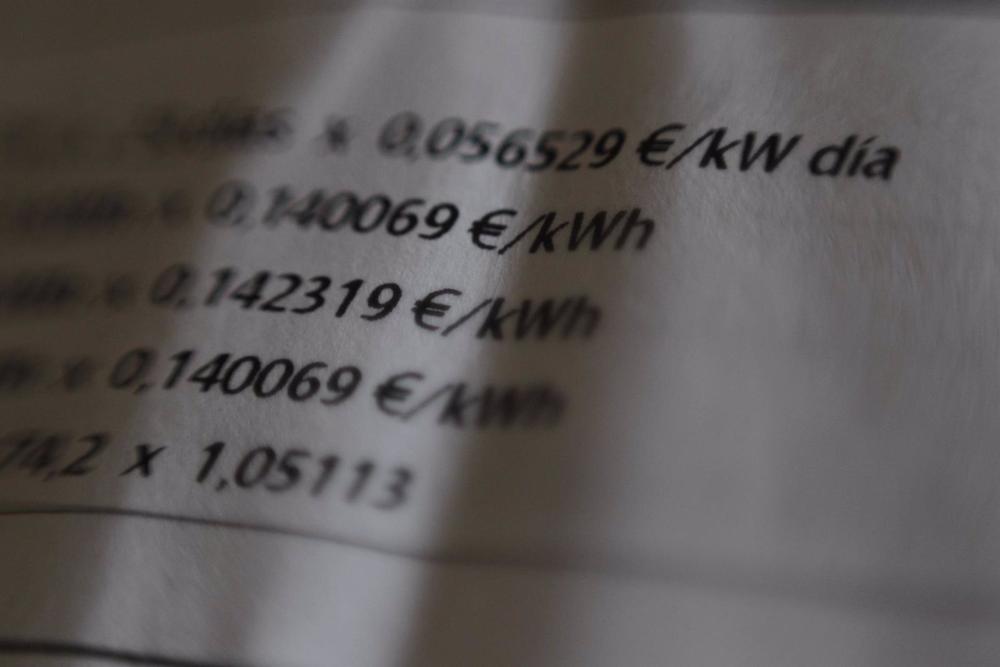 x 0,056529 €/kW día
x 0,140069 €/kWh
x 0,142319 €/kWh
x 0,140069 €/kWh
74,2 x 1,05113